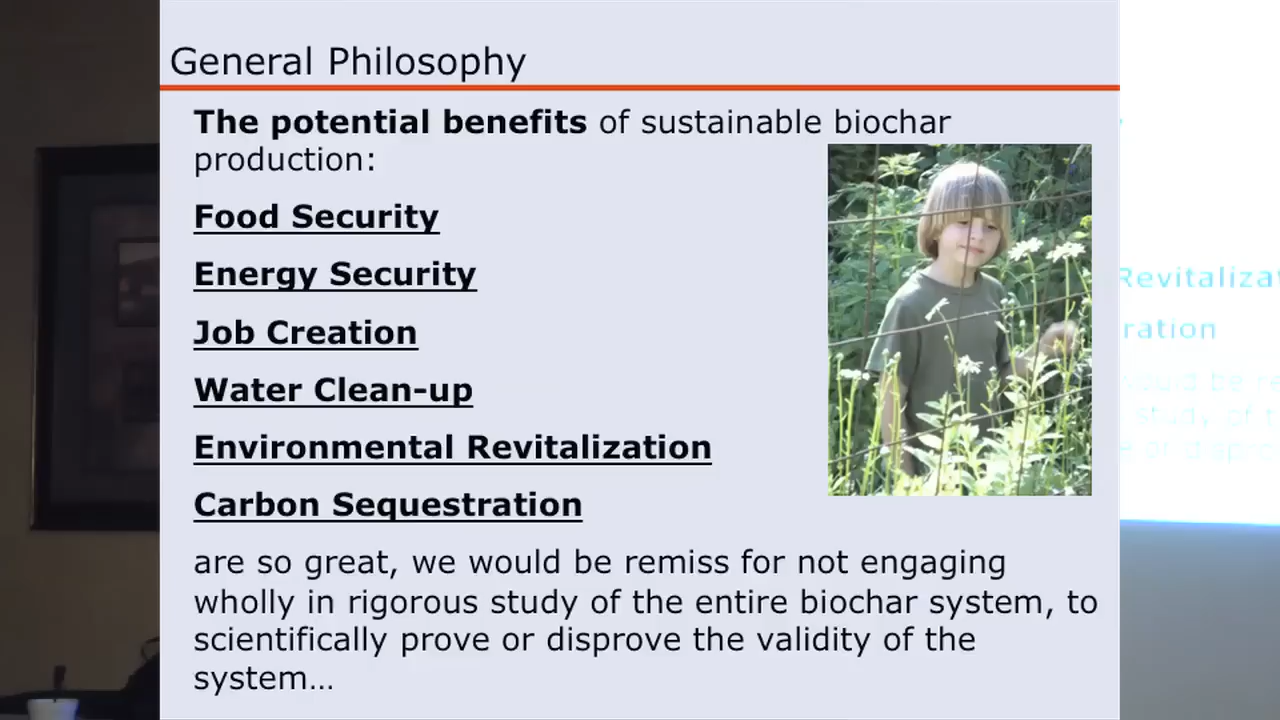 General Philosophy
The potential benefits of sustainable biochar
production:
Food Security
Energy Security
Job Creation
Water Clean-up
Environmental Revitalization
Carbon Sequestration
are so great, we would be remiss for not engaging
wholly in rigorous study of the entire biochar system, to
scientifically prove or disprove the validity of the
system…